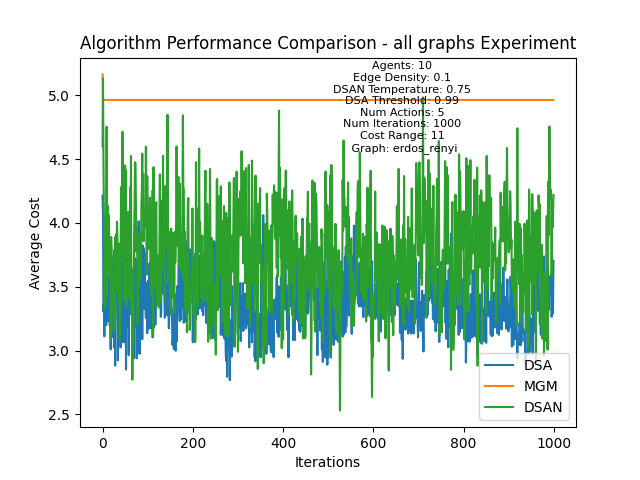 Algorithm Performance Comparison - all graphs Experiment
Agents: 10
Edge Density: 0.1
DSAN Temperature: 0.75
DSA Threshold: 0.99
Num Actions: 5
Num Iterations: 1000
Cost Range: 11
Graph: erdos_renyi
5.0
4.5
4.0
3.5
3.0
2.5
Average Cost
DSA
MGM
DSAN
0 200 400 600 800 1000
Iterations